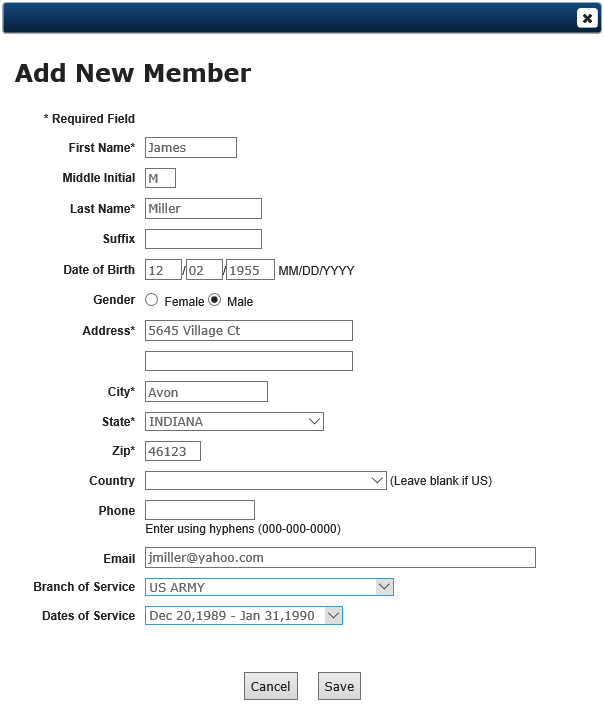 Add New Member
* Required Field
First Name* James
Middle Initial M
Last Name* Miller
Suffix
Date of Birth 12 / 02 / 1955 MM/DD/YYYY
Gender Female Male
Address* 5645 Village Ct
City* Avon
State* INDIANA
Zip* 46123
Country (Leave blank if US)
Phone
Enter using hyphens (000-000-0000)
Email jmiller@yahoo.com
Branch of Service US ARMY
Dates of Service Dec 20,1989 - Jan 31,1990
Cancel Save